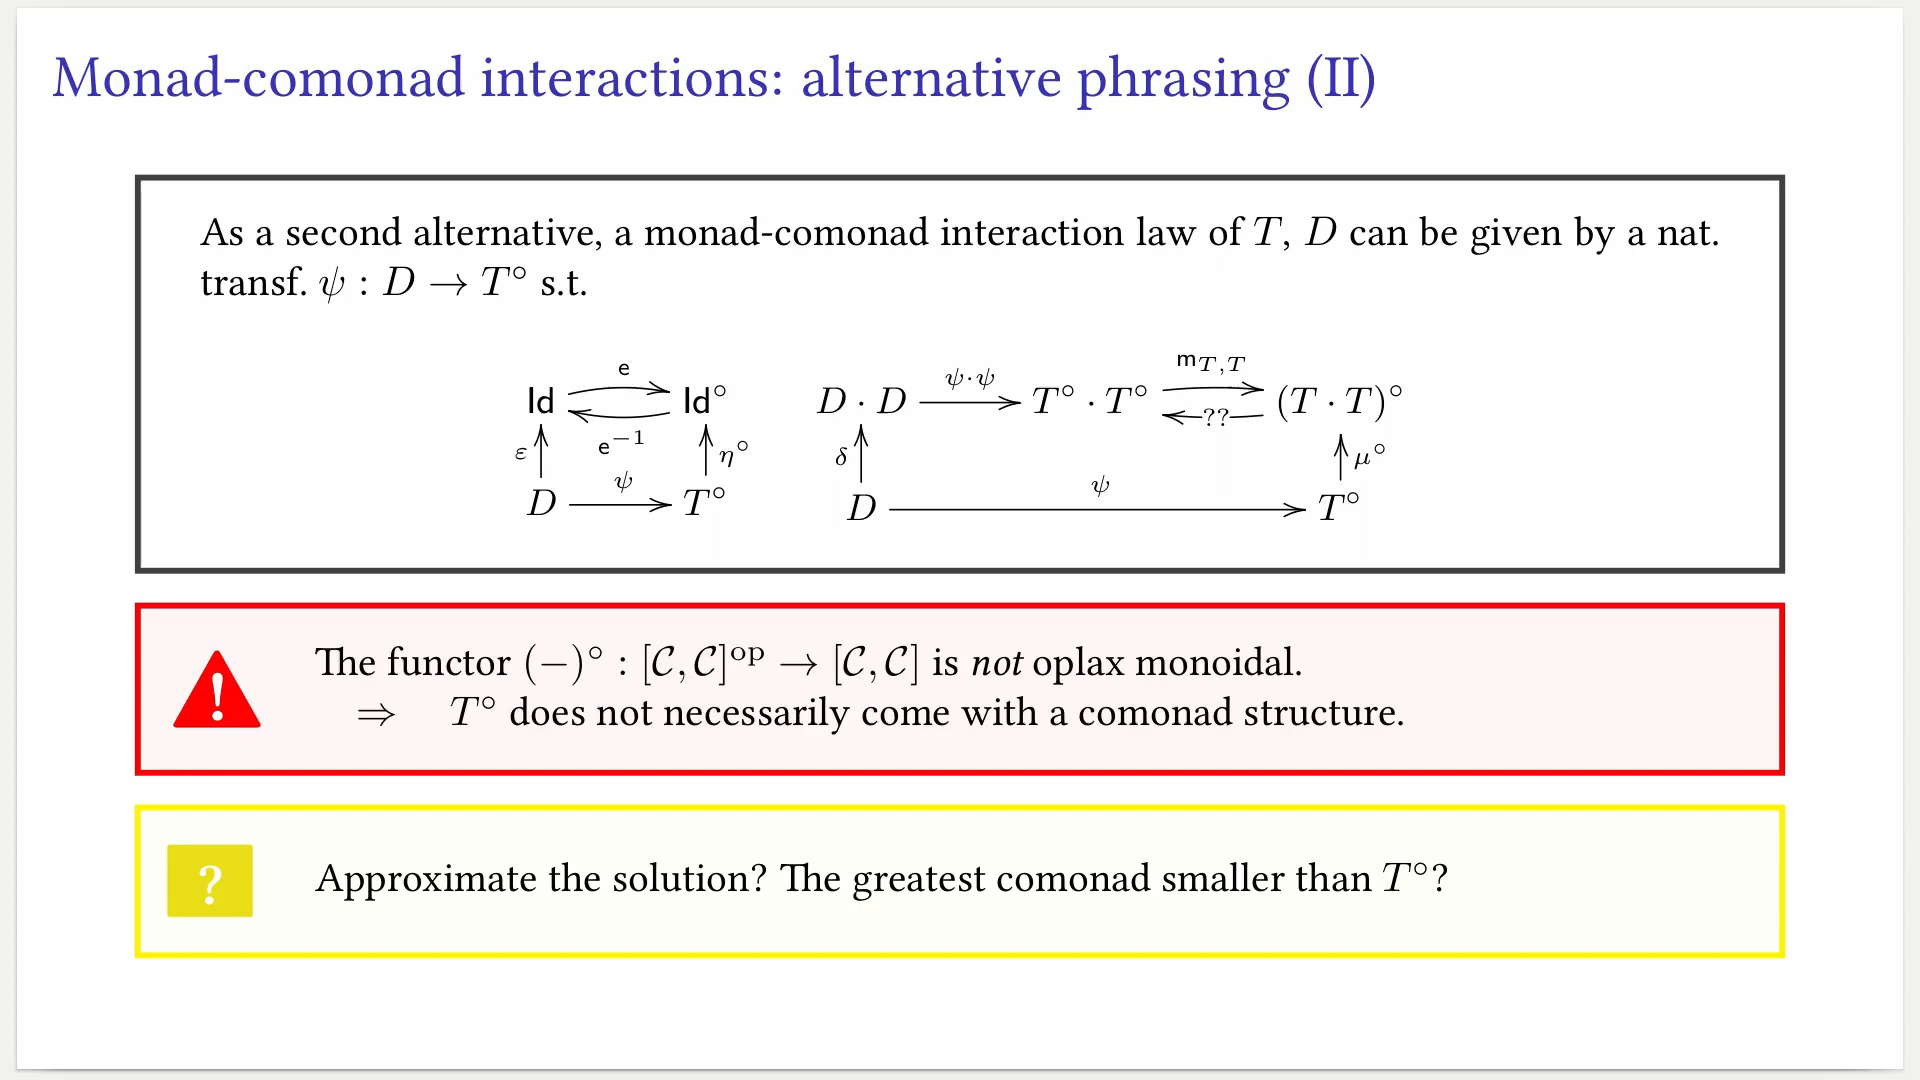 Monad-comonad interactions: alternative phrasing (II)
As a second alternative, a monad-comonad interaction law of T, D can be given by a nat.
transf. ψ : D → T° s.t.
e m_{T,T}
Id Id° D · D ψ·ψ T° · T° (T · T)°
??
e⁻¹
ε η° δ μ°
ψ ψ
D T° D T°
The functor (−)° : [𝒞, 𝒞]^op → [𝒞, 𝒞] is not oplax monoidal.
⇒ T° does not necessarily come with a comonad structure.
!
? Approximate the solution? The greatest comonad smaller than T°?